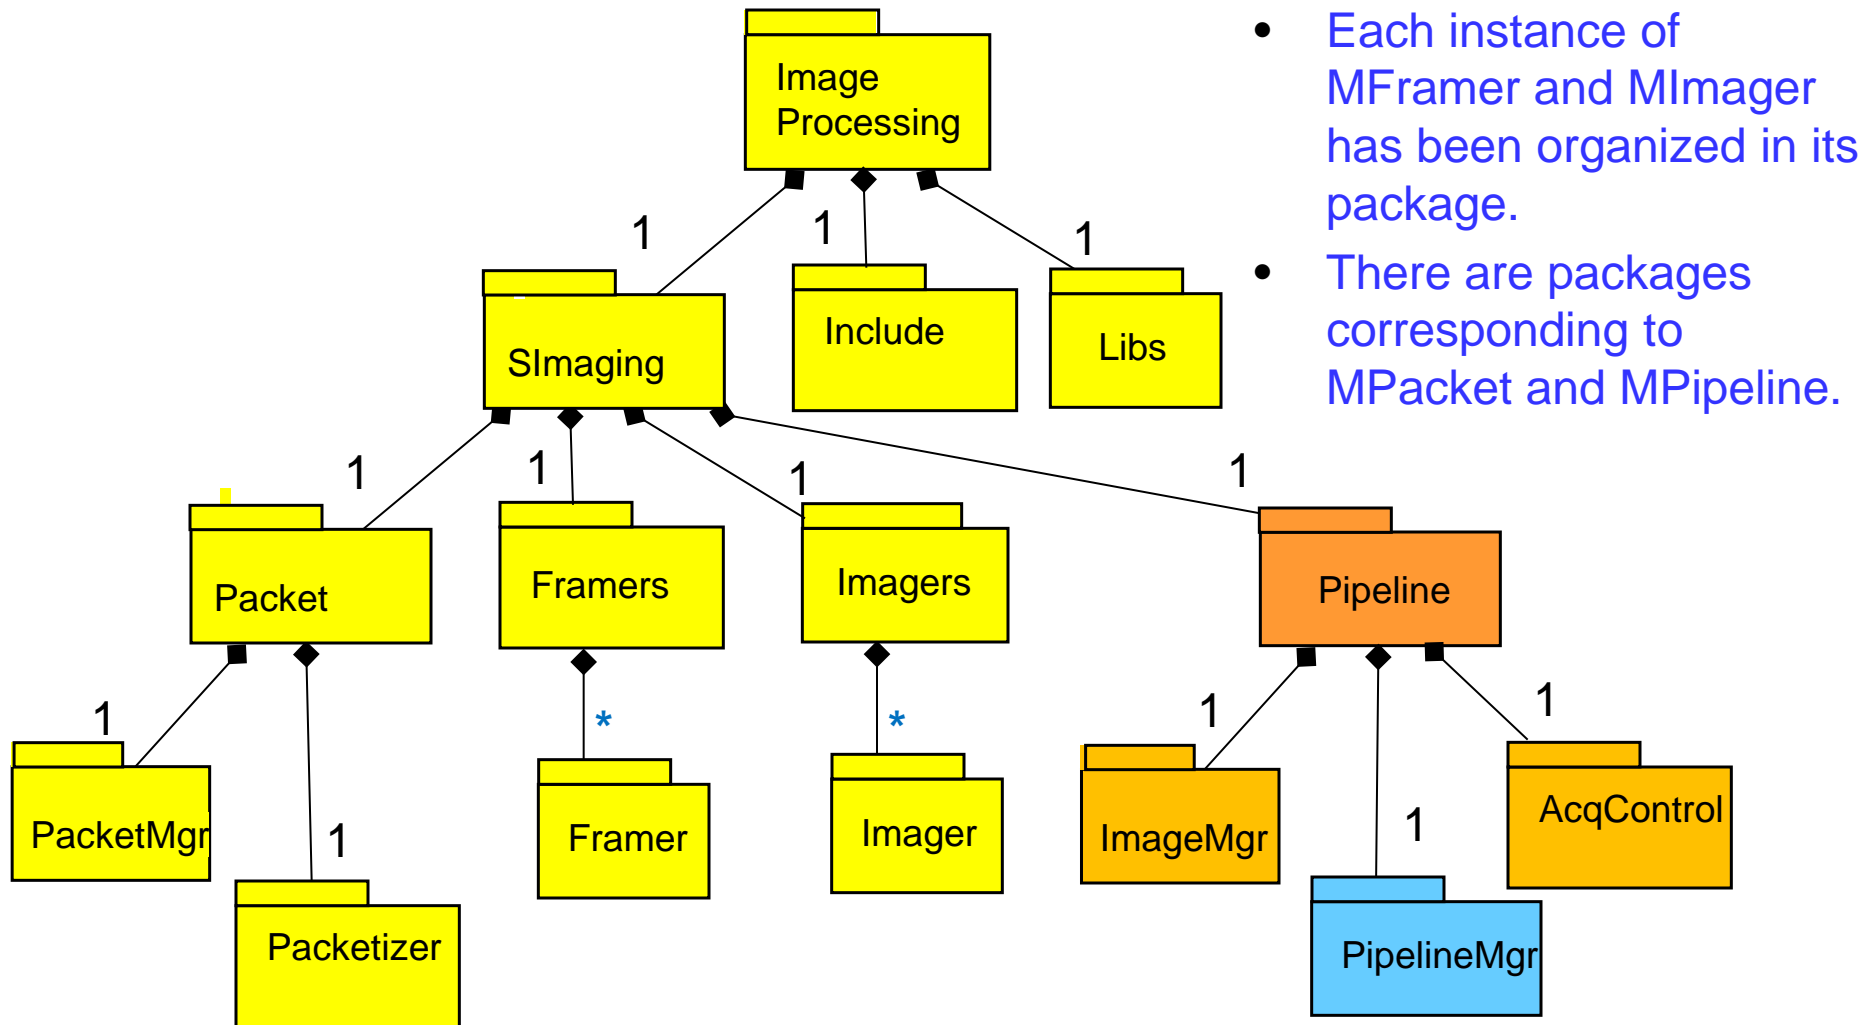 Image
Processing
• Each instance of
MFramer and MImager
has been organized in its
package.
• There are packages
corresponding to
MPacket and MPipeline.
1
1
1
SImaging
Include
Libs
1
1
1
1
Packet
Framers
Imagers
Pipeline
1
1
*
*
1
1
1
PacketMgr
Packetizer
Framer
Imager
ImageMgr
PipelineMgr
AcqControl